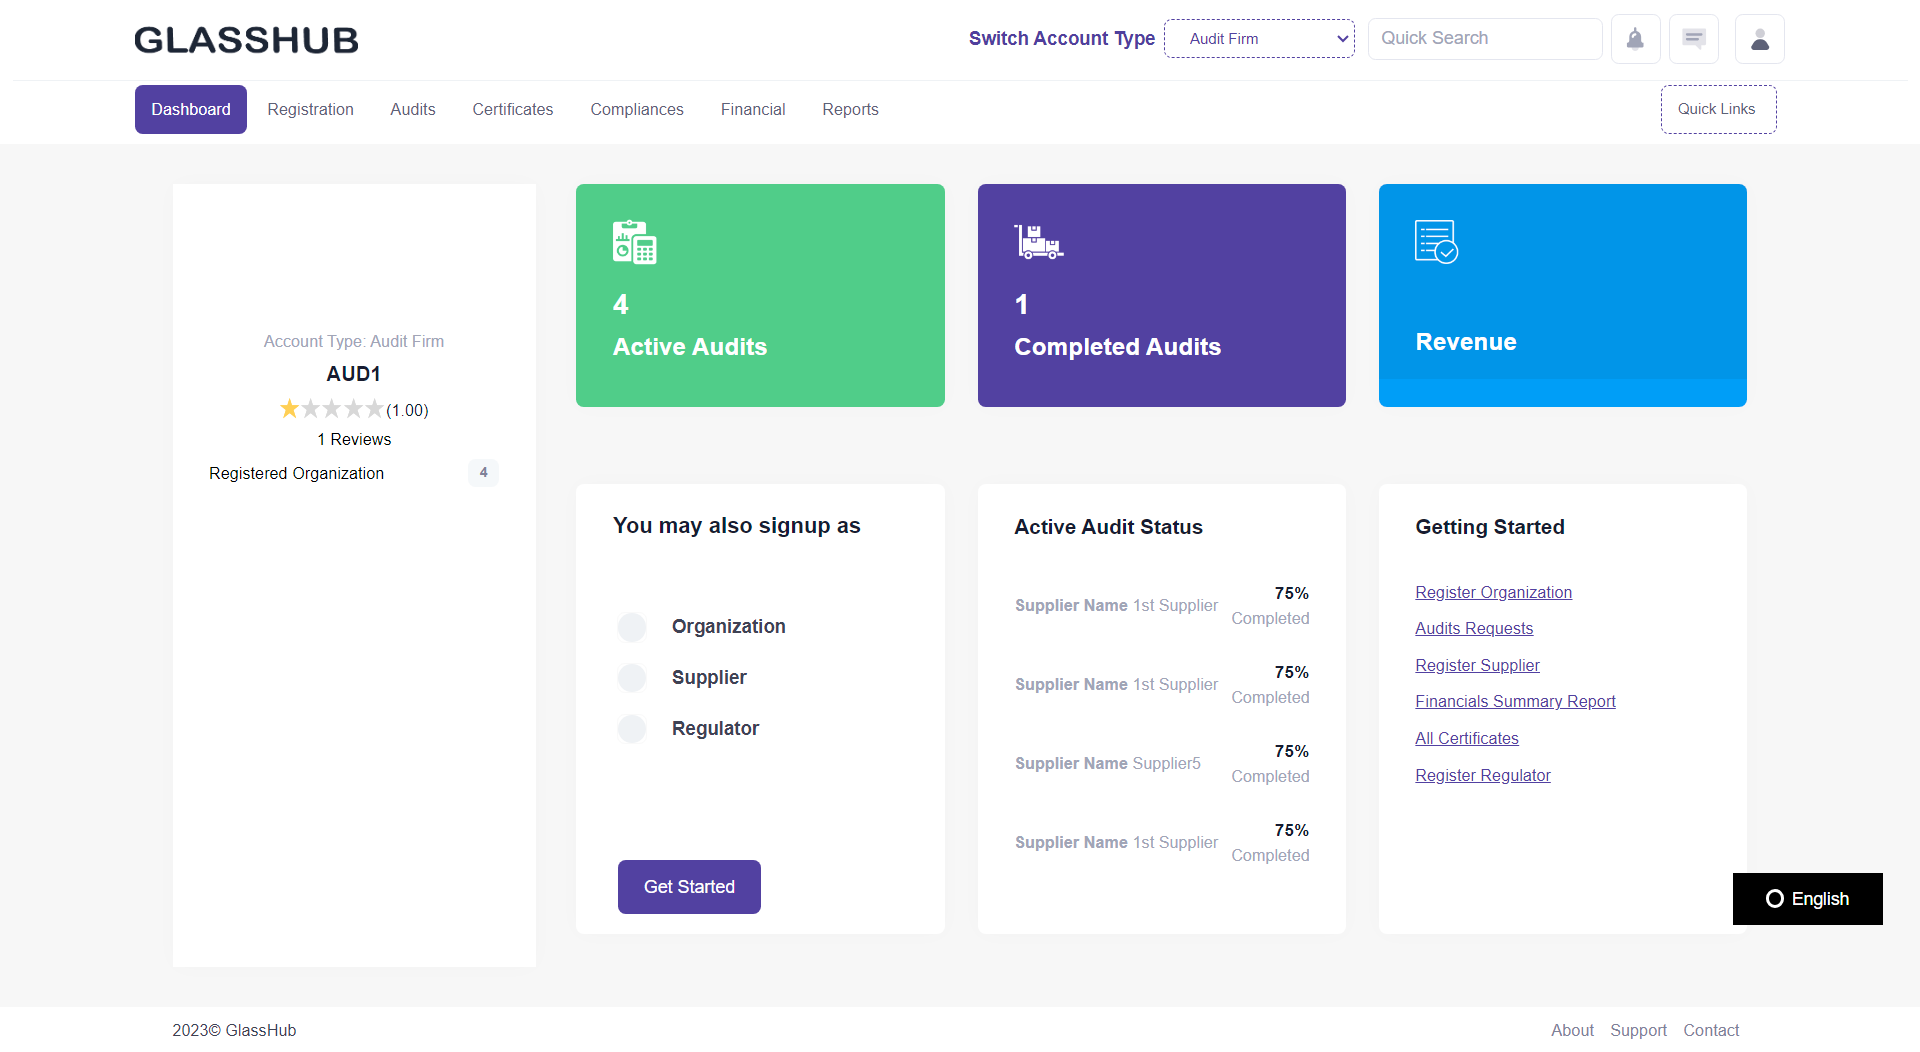 GLASSHUB
Switch Account Type
Audit Firm
Quick Search
Dashboard
Registration
Audits
Certificates
Compliances
Financial
Reports
Quick Links
Account Type: Audit Firm
AUD1
(1.00)
1 Reviews
Registered Organization 4
4
Active Audits
1
Completed Audits
Revenue
You may also signup as
Organization
Supplier
Regulator
Get Started
Active Audit Status
Supplier Name 1st Supplier
75%
Completed
Supplier Name 1st Supplier
75%
Completed
Supplier Name Supplier5
75%
Completed
Supplier Name 1st Supplier
75%
Completed
Getting Started
Register Organization
Audits Requests
Register Supplier
Financials Summary Report
All Certificates
Register Regulator
English
2023© GlassHub
About
Support
Contact